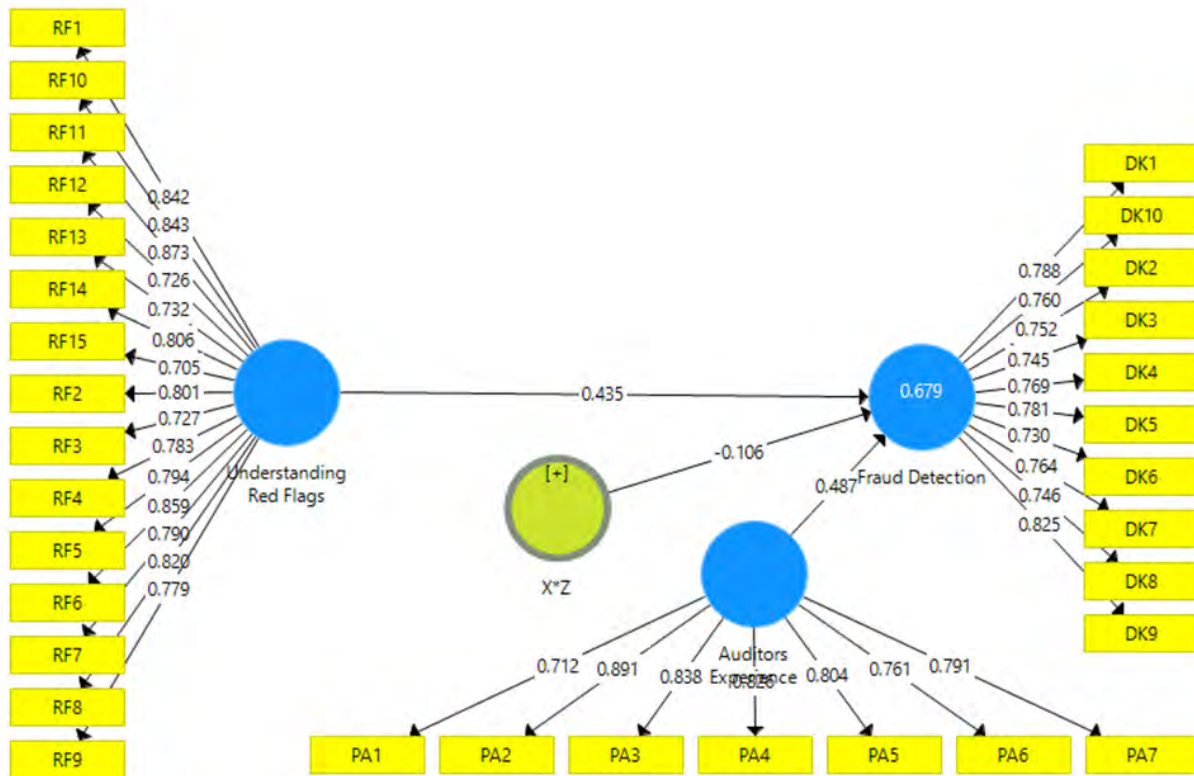 RF1
RF10
RF11
RF12
RF13
RF14
RF15
RF2
RF3
RF4
RF5
RF6
RF7
RF8
RF9
0.842
0.843
0.873
0.726
0.732
0.806
0.705
0.801
0.727
0.783
0.794
0.859
0.790
0.820
0.779
Understanding
Red Flags
0.435
-0.106
0.487
[+]
X*Z
0.679
Fraud Detection
0.788
0.760
0.752
0.745
0.769
0.781
0.730
0.764
0.746
0.825
DK1
DK10
DK2
DK3
DK4
DK5
DK6
DK7
DK8
DK9
Auditors
Experience
0.712
0.891
0.838
0.826
0.804
0.761
0.791
PA1
PA2
PA3
PA4
PA5
PA6
PA7